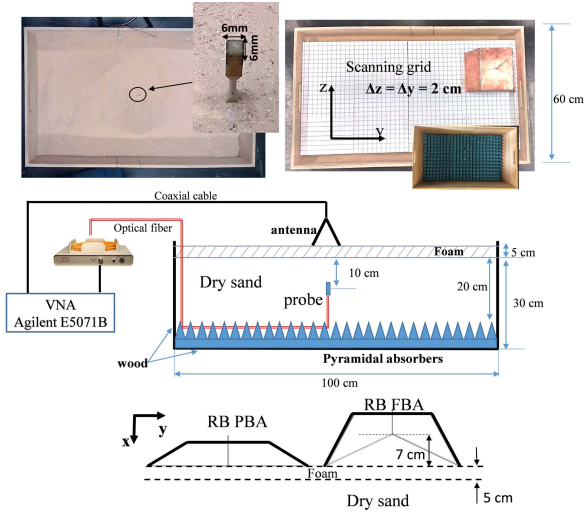 6mm
6mm
Scanning grid
Δz = Δy = 2 cm
z
y
60 cm
Coaxial cable
Optical fiber
antenna
Foam
5 cm
10 cm
Dry sand
probe
20 cm
30 cm
VNA
Agilent E5071B
wood
Pyramidal absorbers
100 cm
y
x
RB PBA
RB FBA
7 cm
Foam
Dry sand
5 cm